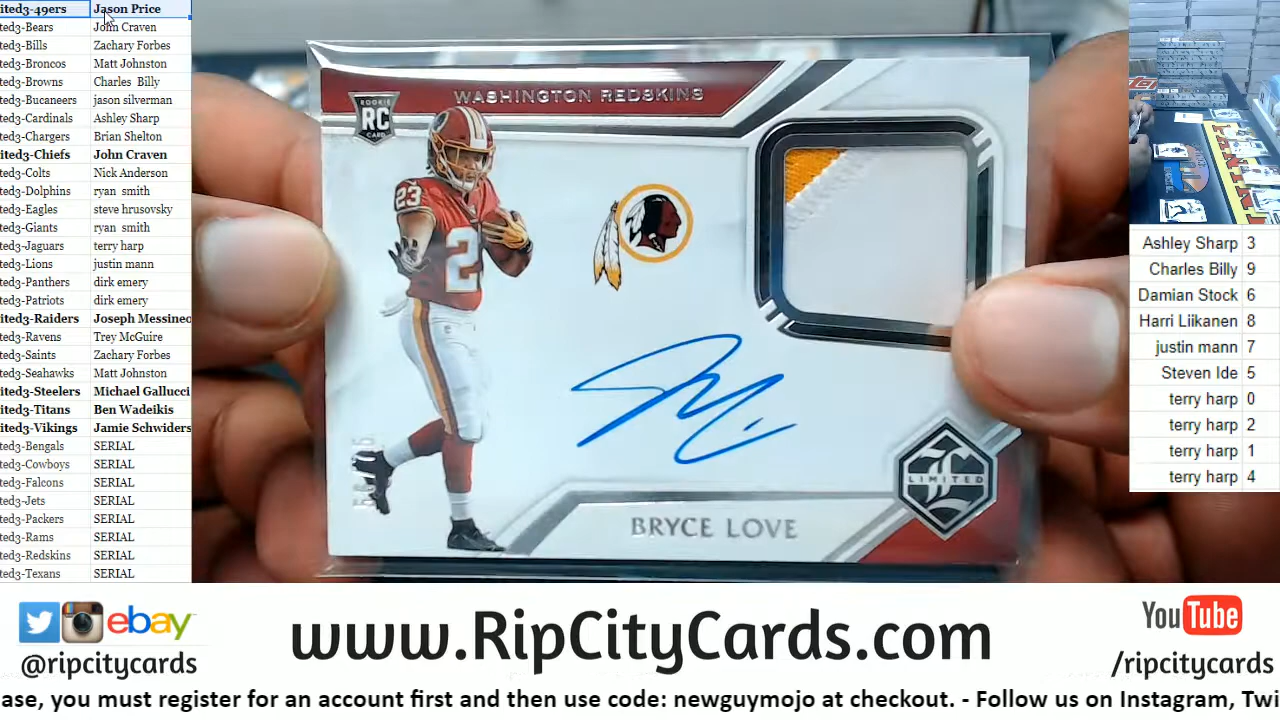 ited3-49ers Jason Price
ted3-Bears John Craven
ted3-Bills Zachary Forbes
ted3-Broncos Matt Johnston
ted3-Browns Charles Billy
ted3-Bucaneers jason silverman
ted3-Cardinals Ashley Sharp
ted3-Chargers Brian Shelton
ited3-Chiefs John Craven
ted3-Colts Nick Anderson
ted3-Dolphins ryan smith
ted3-Eagles steve hrusovsky
ted3-Giants ryan smith
ted3-Jaguars terry harp
ted3-Lions justin mann
ted3-Panthers dirk emery
ted3-Patriots dirk emery
ited3-Raiders Joseph Messineo
ted3-Ravens Trey McGuire
ted3-Saints Zachary Forbes
ted3-Seahawks Matt Johnston
ited3-Steelers Michael Gallucci
ited3-Titans Ben Wadeikis
ited3-Vikings Jamie Schwiders
ted3-Bengals SERIAL
ted3-Cowboys SERIAL
ted3-Falcons SERIAL
ted3-Jets SERIAL
ted3-Packers SERIAL
ted3-Rams SERIAL
ted3-Redskins SERIAL
ted3-Texans SERIAL
WASHINGTON REDSKINS
ROOKIE
RC
CARD
23
2
LIMITED
BRYCE LOVE
Ashley Sharp 3
Charles Billy 9
Damian Stock 6
Harri Liikanen 8
justin mann 7
Steven Ide 5
terry harp 0
terry harp 2
terry harp 1
terry harp 4
ebay
@ripcitycards
www.RipCityCards.com
YouTube
/ripcitycards
ase, you must register for an account first and then use code: newguymojo at checkout. - Follow us on Instagram, Twi